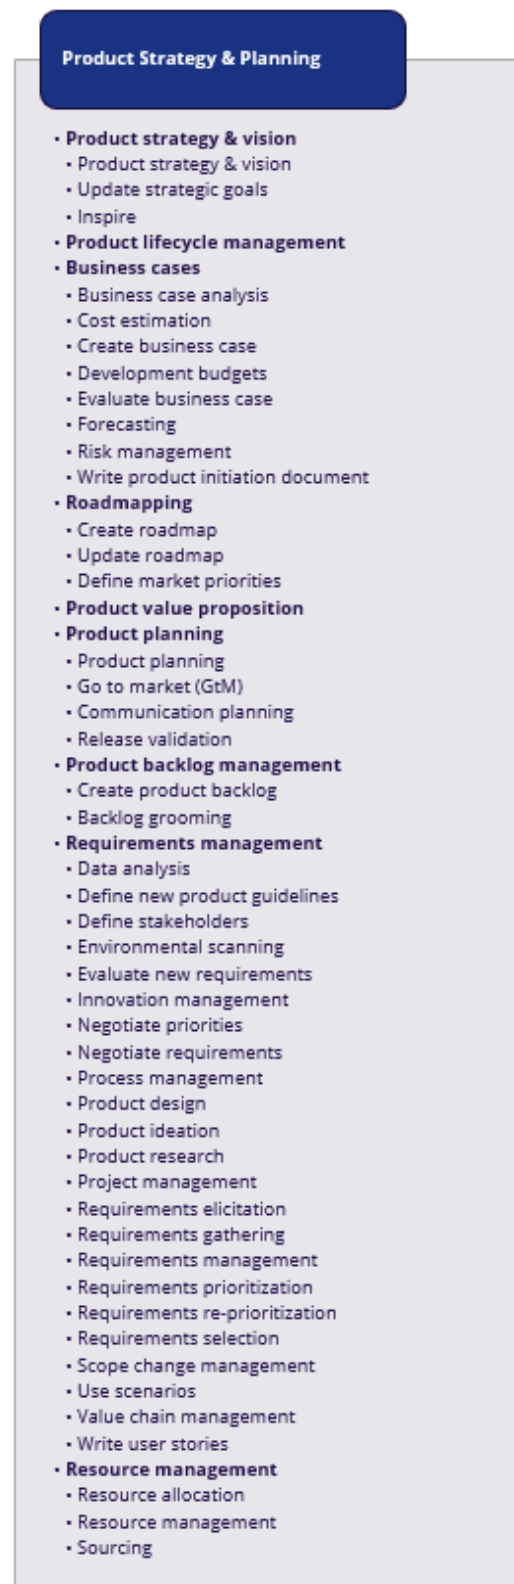 Product Strategy & Planning
• Product strategy & vision
• Product strategy & vision
• Update strategic goals
• Inspire
• Product lifecycle management
• Business cases
• Business case analysis
• Cost estimation
• Create business case
• Development budgets
• Evaluate business case
• Forecasting
• Risk management
• Write product initiation document
• Roadmapping
• Create roadmap
• Update roadmap
• Define market priorities
• Product value proposition
• Product planning
• Product planning
• Go to market (GtM)
• Communication planning
• Release validation
• Product backlog management
• Create product backlog
• Backlog grooming
• Requirements management
• Data analysis
• Define new product guidelines
• Define stakeholders
• Environmental scanning
• Evaluate new requirements
• Innovation management
• Negotiate priorities
• Negotiate requirements
• Process management
• Product design
• Product ideation
• Product research
• Project management
• Requirements elicitation
• Requirements gathering
• Requirements management
• Requirements prioritization
• Requirements re-prioritization
• Requirements selection
• Scope change management
• Use scenarios
• Value chain management
• Write user stories
• Resource management
• Resource allocation
• Resource management
• Sourcing